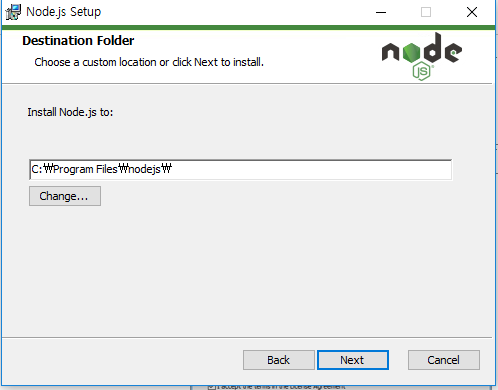 Node.js Setup
Destination Folder
Choose a custom location or click Next to install.
node
JS
Install Node.js to:
C:₩Program Files₩nodejs₩
Change...
Back
Next
Cancel
I accept the terms in the License Agreement